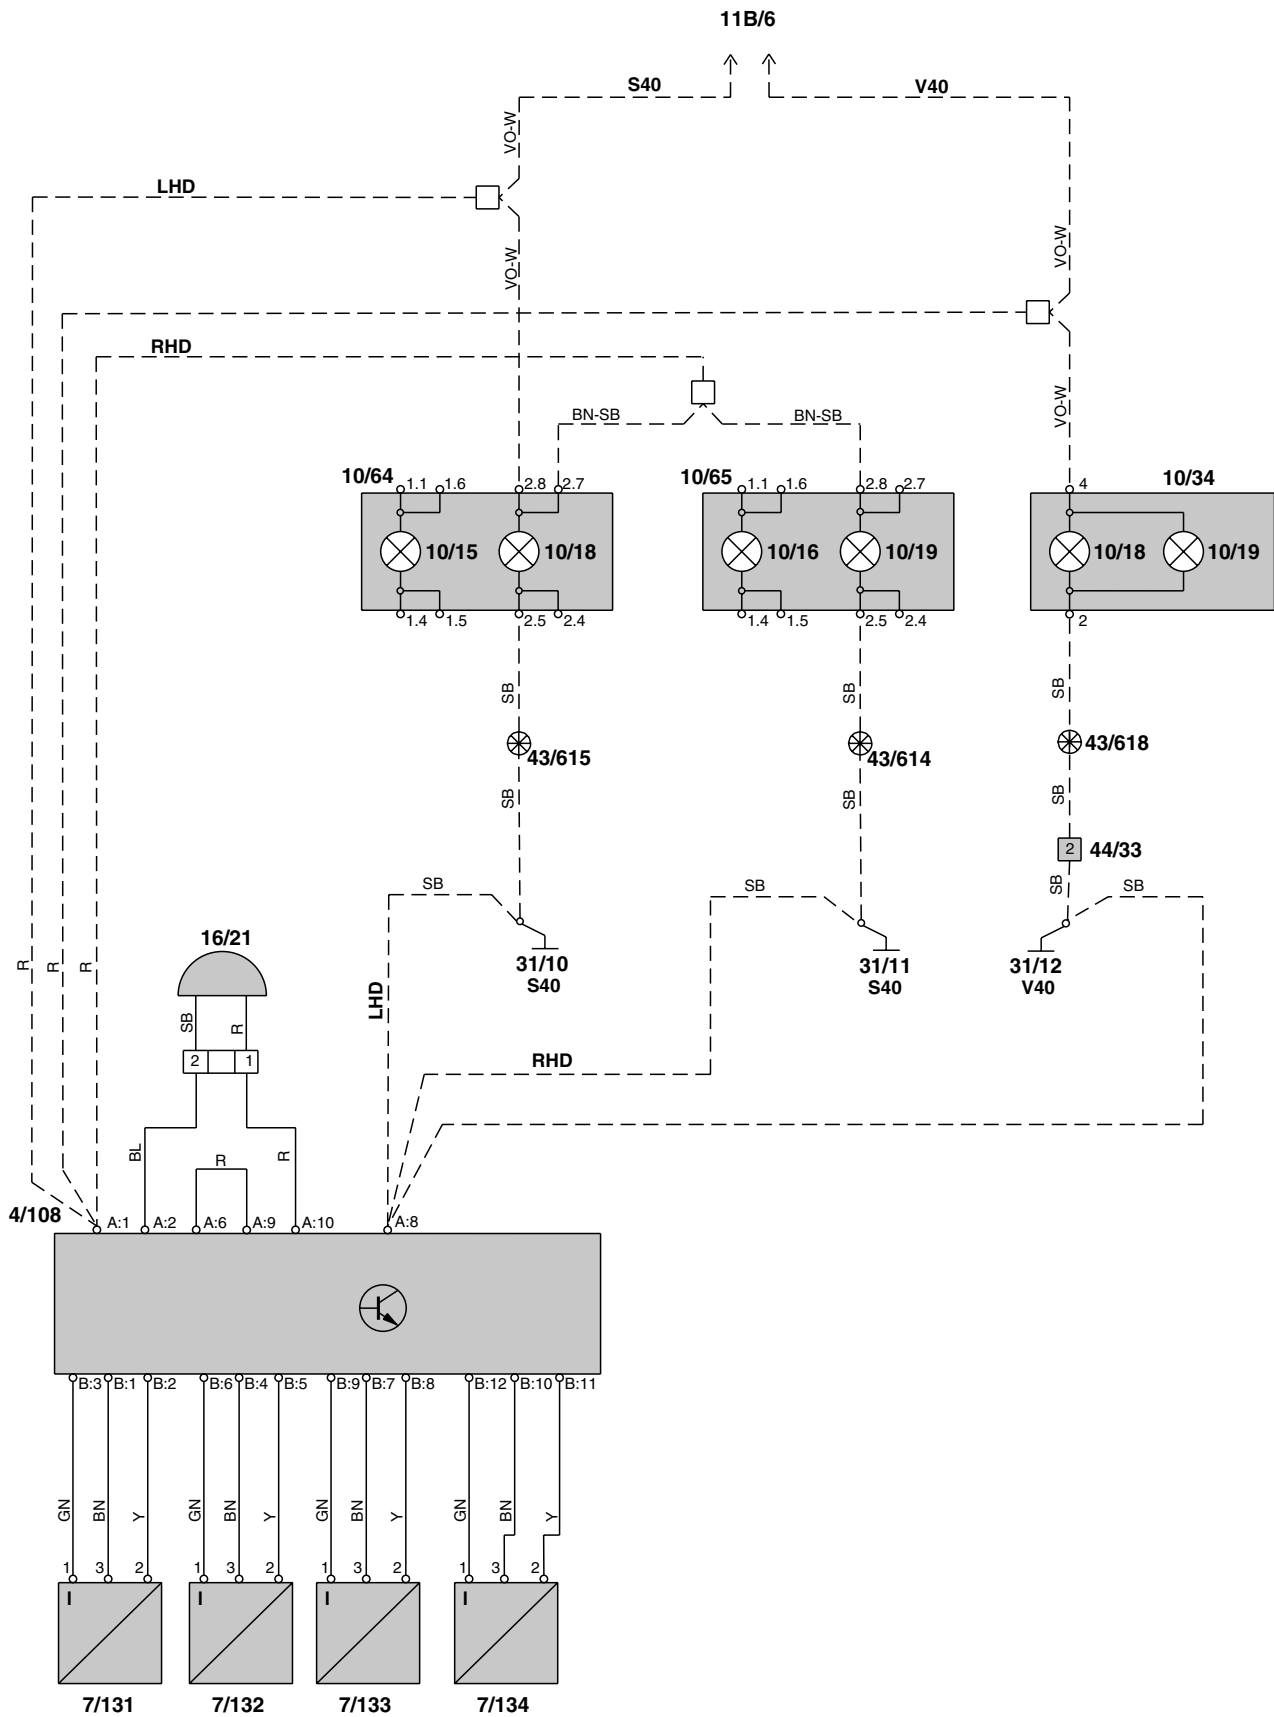 11B/6
S40
V40
VO-W
LHD
VO-W
VO-W
RHD
BN-SB
BN-SB
VO-W
10/64
1.1
1.6
2.8
2.7
10/65
1.1
1.6
2.8
2.7
4
10/34
10/15
10/18
10/16
10/19
10/18
10/19
1.4
1.5
2.5
2.4
1.4
1.5
2.5
2.4
2
SB
SB
SB
43/615
43/614
43/618
SB
SB
SB
2
44/33
SB
SB
SB
SB
16/21
R
R
R
31/10
S40
31/11
S40
31/12
V40
LHD
SB
R
2
1
RHD
BL
R
R
4/108
A:1
A:2
A:6
A:9
A:10
A:8
B:3
B:1
B:2
B:6
B:4
B:5
B:9
B:7
B:8
B:12
B:10
B:11
GN
BN
Y
GN
BN
Y
GN
BN
Y
GN
BN
Y
1
3
2
1
3
2
1
3
2
1
3
2
I
I
I
I
7/131
7/132
7/133
7/134